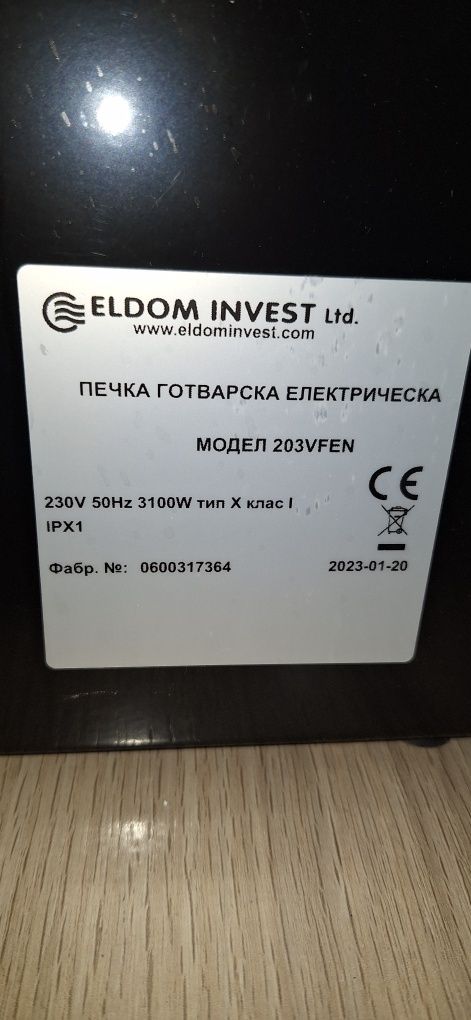 ELDOM INVEST Ltd.
www.eldominvest.com
ПЕЧКА ГОТВАРСКА ЕЛЕКТРИЧЕСКА
МОДЕЛ 203VFEN
CE
230V 50Hz 3100W тип X клас I
IPX1
Фабр. №: 0600317364 2023-01-20